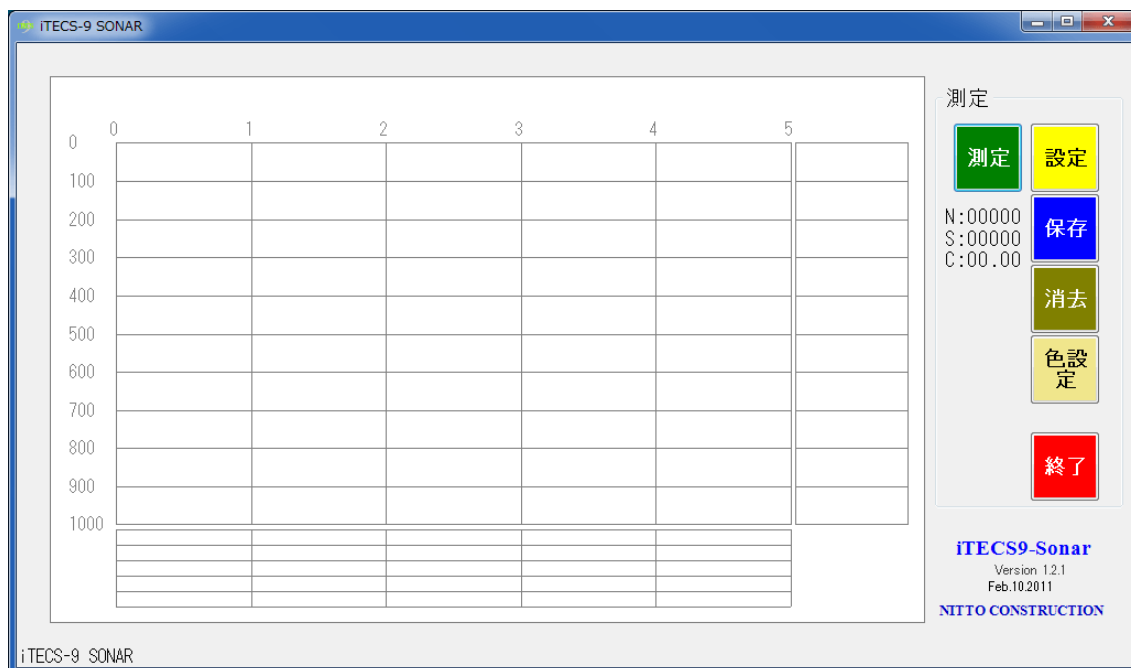 iTECS-9 SONAR
測定
0 1 2 3 4 5
0
100
200
300
400
500
600
700
800
900
1000
測定
設定
N:00000
S:00000
C:00.00
保存
消去
色設
定
終了
iTECS9-Sonar
Version 1.2.1
Feb.10.2011
NITTO CONSTRUCTION
iTECS-9 SONAR